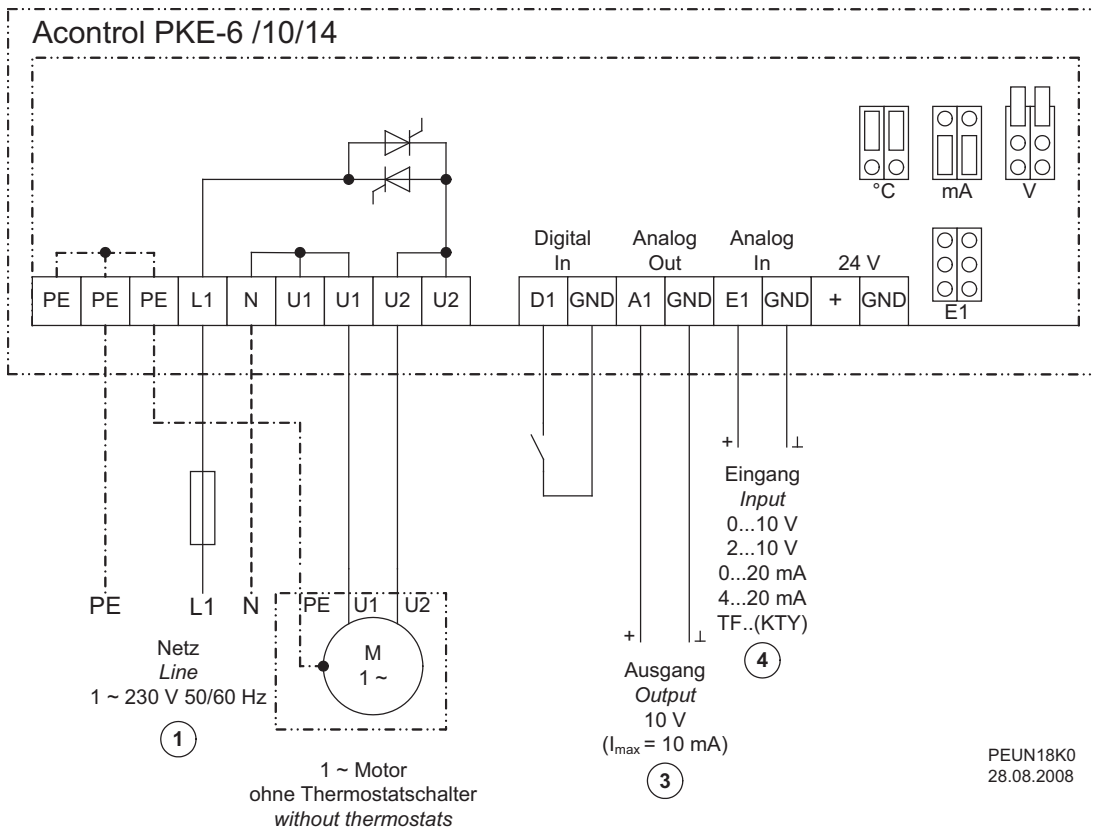 Acontrol PKE-6 /10/14
°C mA V
Digital In
Analog Out
Analog In
24 V
PE PE PE L1 N U1 U1 U2 U2
D1 GND A1 GND E1 GND + GND
E1
+ ⊥
Eingang
Input
0...10 V
2...10 V
0...20 mA
4...20 mA
TF..(KTY)
4
PE L1 N
Netz
Line
1 ~ 230 V 50/60 Hz
1
PE U1 U2
M
1 ~
1 ~ Motor
ohne Thermostatschalter
without thermostats
+ ⊥
Ausgang
Output
10 V
(Imax = 10 mA)
3
PEUN18K0
28.08.2008